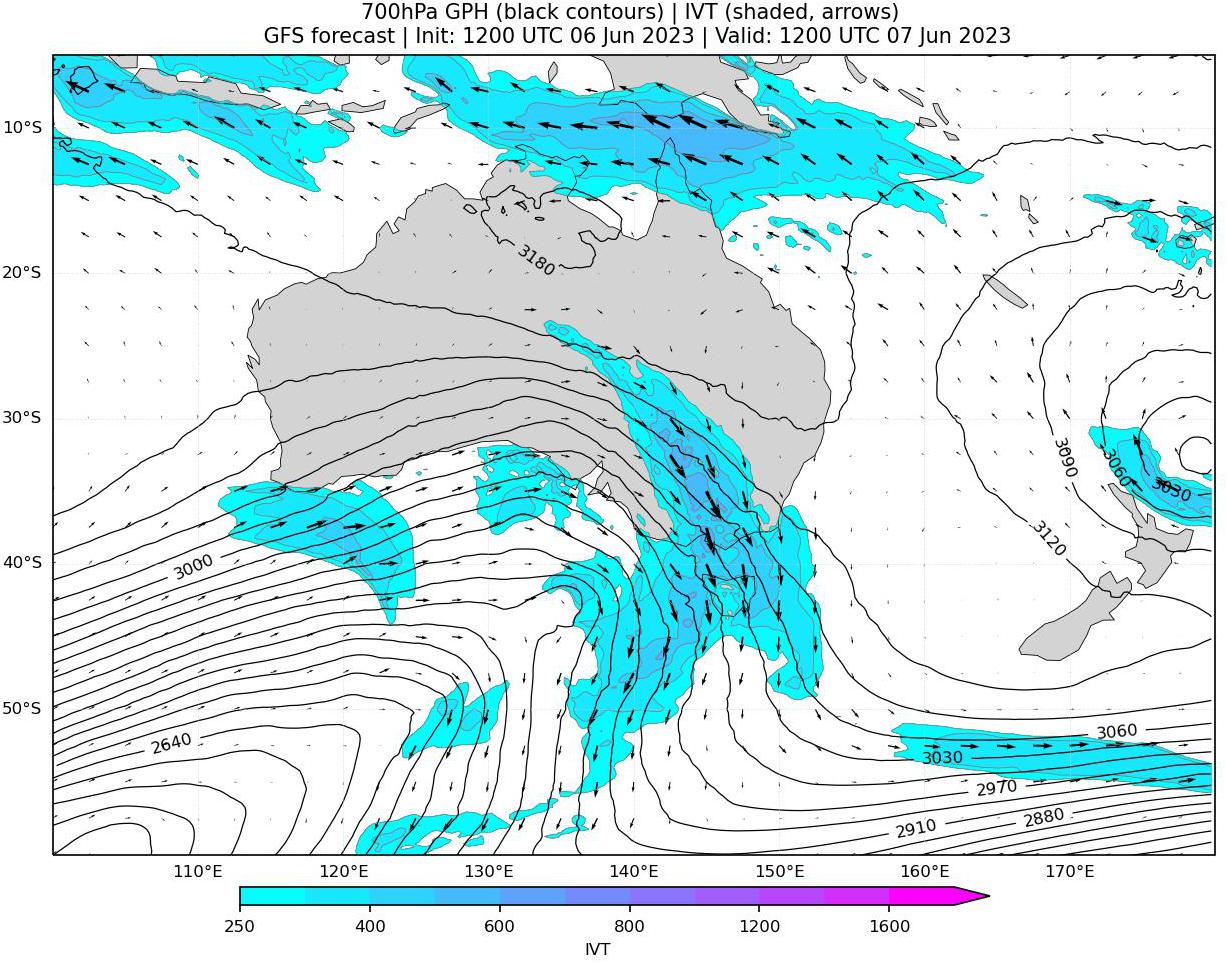 700hPa GPH (black contours) | IVT (shaded, arrows)
GFS forecast | Init: 1200 UTC 06 Jun 2023 | Valid: 1200 UTC 07 Jun 2023
10°S
20°S
3180
30°S
3090
3060
3030
3120
40°S
3000
50°S
2640
3060
3030
2970
2910
2880
110°E
120°E
130°E
140°E
150°E
160°E
170°E
250
400
600
800
1200
1600
IVT